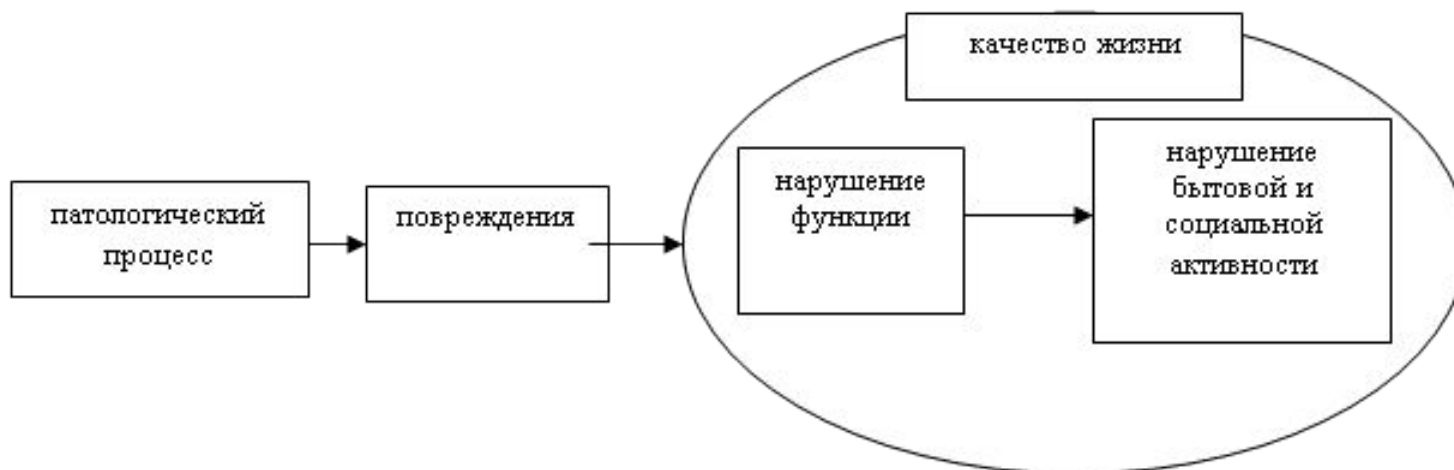 качество жизни
патологический
процесс
повреждения
нарушение
функции
нарушение
бытовой и
социальной
активности